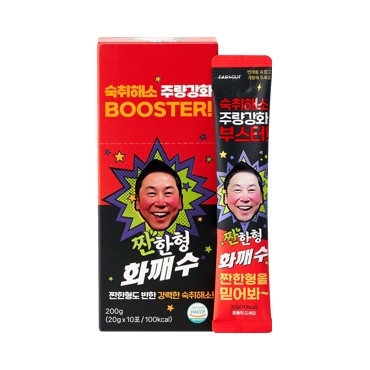 숙취해소 주량강화
BOOSTER!
짠한형
화깨수
짠한형도 반한 강력한 숙취해소!
200g
(20g x 10포 / 100kcal)
HACCP
EASYCUT
숙취해소
주량강화
부스터!
짠한형
화깨수
짠한형을
믿어봐~